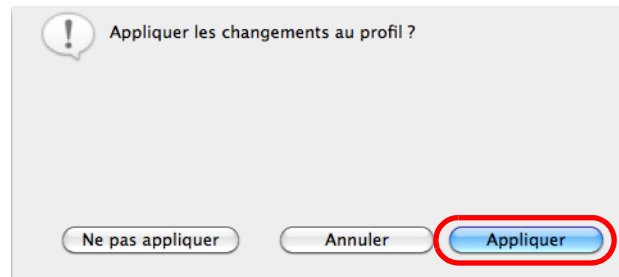 Appliquer les changements au profil ?
Ne pas appliquer
Annuler
Appliquer